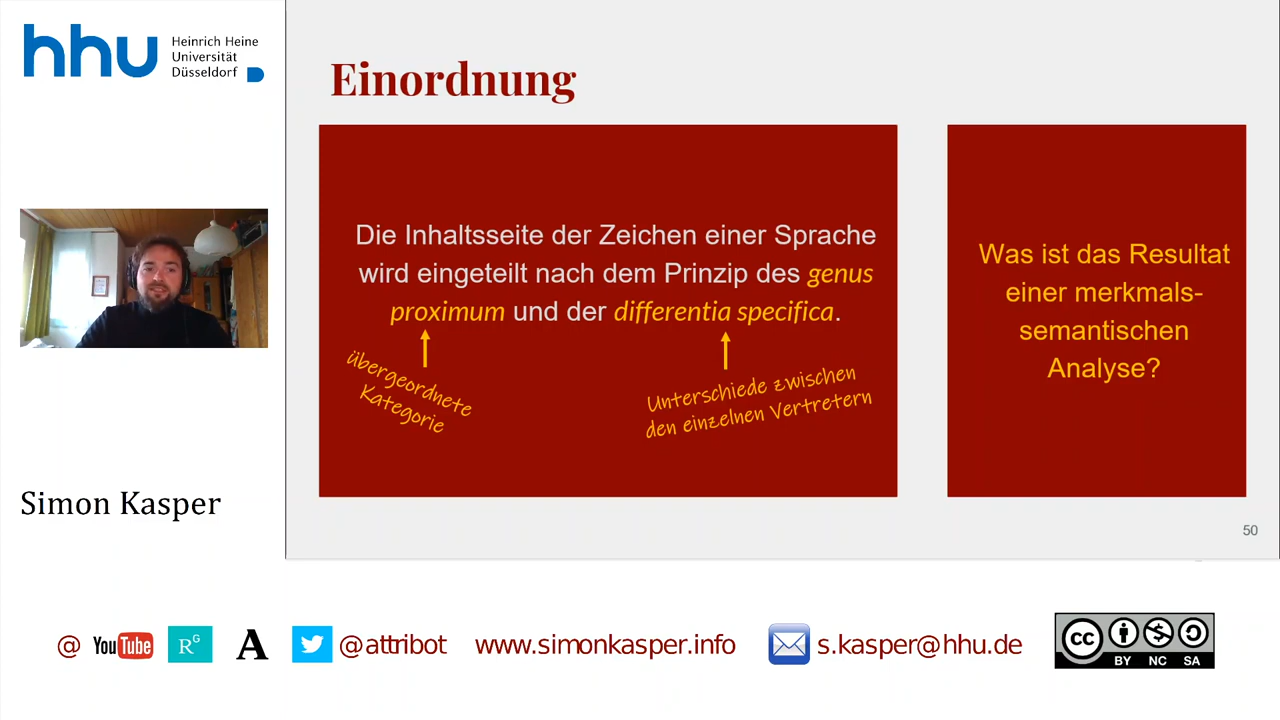 hhu
Heinrich Heine
Universität
Düsseldorf
Einordnung
Die Inhaltsseite der Zeichen einer Sprache
wird eingeteilt nach dem Prinzip des genus
proximum und der differentia specifica.
übergeordnete
Kategorie
Unterschiede zwischen
den einzelnen Vertretern
Was ist das Resultat
einer merkmals-
semantischen
Analyse?
50
Simon Kasper
@ YouTube RG A @attribot www.simonkasper.info s.kasper@hhu.de
cc BY NC SA